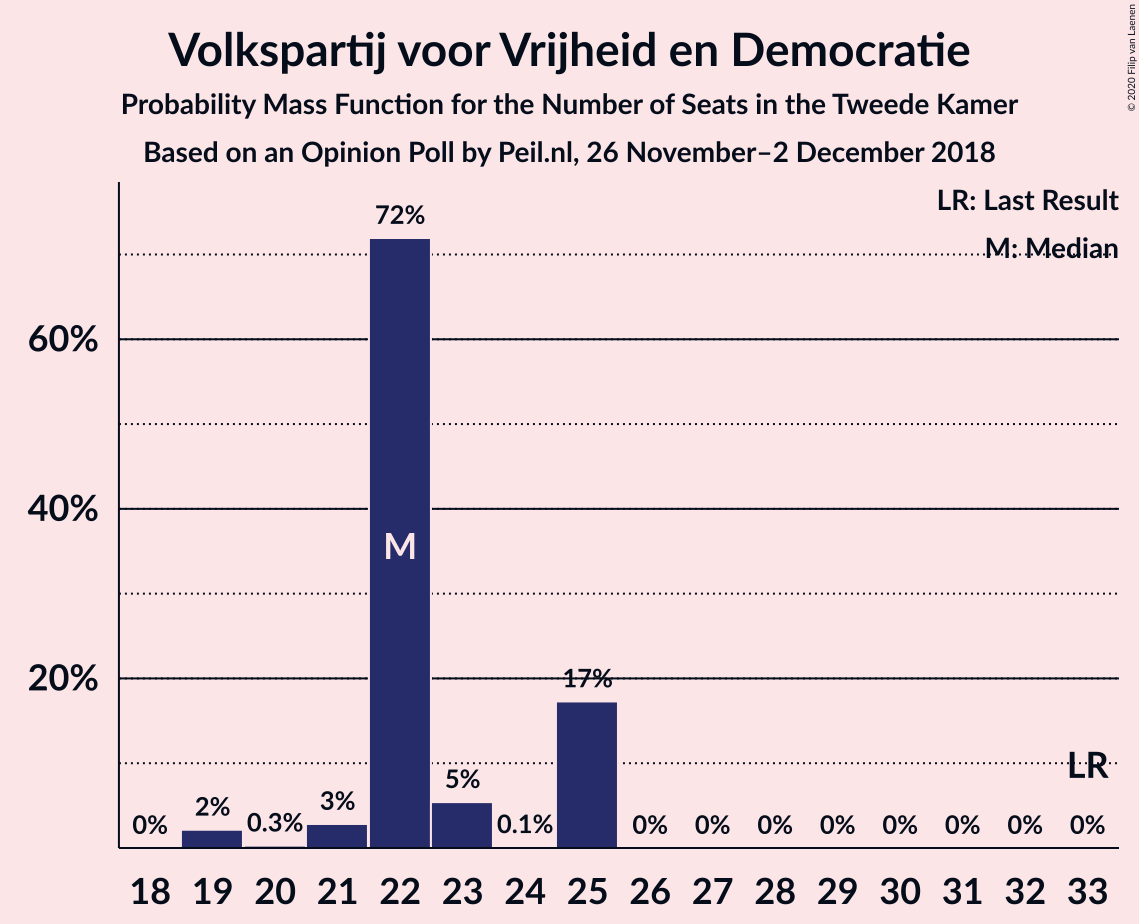 Volkspartij voor Vrijheid en Democratie
Probability Mass Function for the Number of Seats in the Tweede Kamer
Based on an Opinion Poll by Peil.nl, 26 November–2 December 2018
© 2020 Filip van Laenen
LR: Last Result
M: Median
72%
60%
40%
M
20%
17%
LR
0% 2% 0.3% 3% 5% 0.1% 0% 0% 0% 0% 0% 0% 0% 0%
18 19 20 21 22 23 24 25 26 27 28 29 30 31 32 33